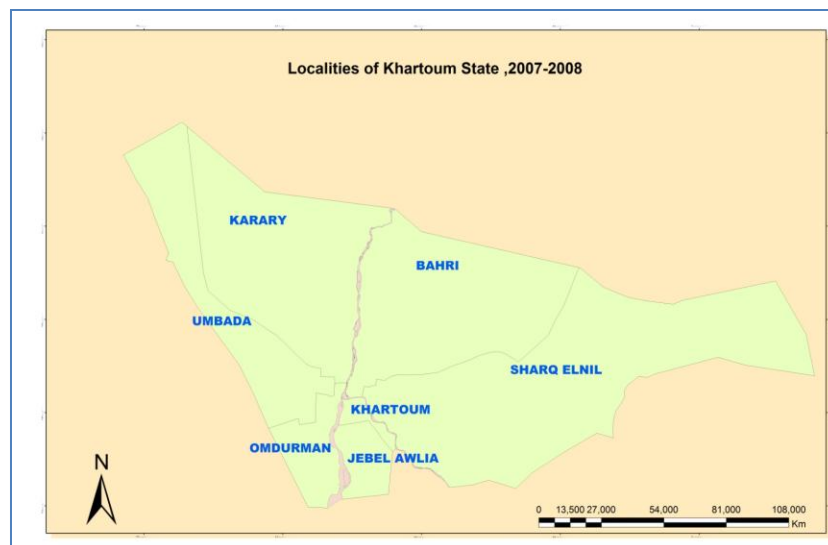 Localities of Khartoum State ,2007-2008
KARARY
BAHRI
UMBADA
SHARQ ELNIL
KHARTOUM
OMDURMAN
JEBEL AWLIA
N
0 13,500 27,000 54,000 81,000 108,000
Km